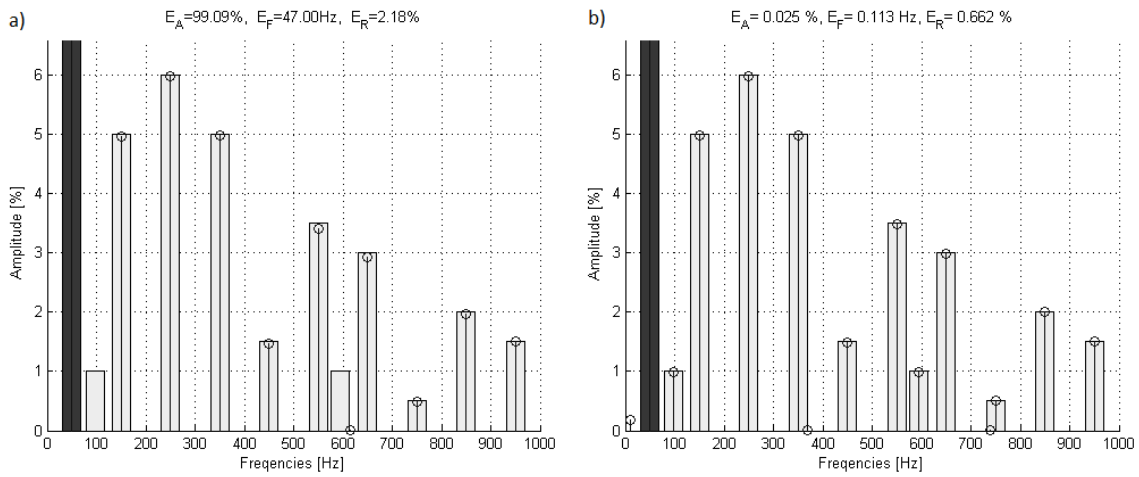 a) E_A=99.09%, E_F=47.00Hz, E_R=2.18%
6
5
4
3
2
1
0
Amplitude [%]
0 100 200 300 400 500 600 700 800 900 1000
Freqencies [Hz]
b) E_A= 0.025 %, E_F= 0.113 Hz, E_R= 0.662 %
6
5
4
3
2
1
0
Amplitude [%]
0 100 200 300 400 500 600 700 800 900 1000
Freqencies [Hz]